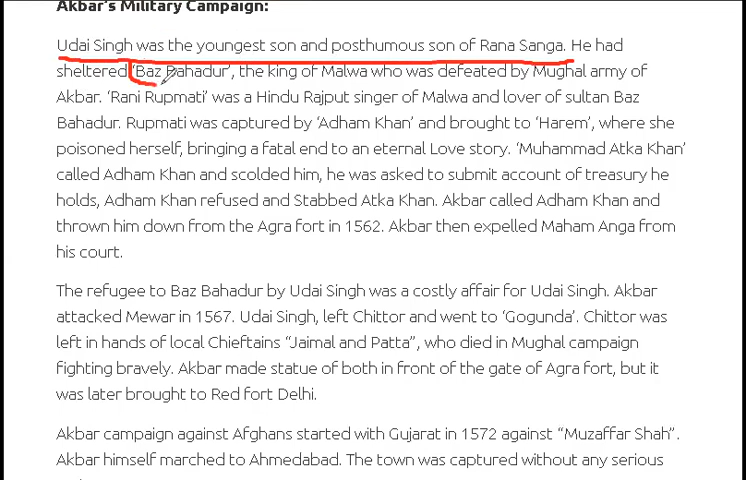 Akbar's Military Campaign:
Udai Singh was the youngest son and posthumous son of Rana Sanga. He had
sheltered ‘Baz Bahadur’, the king of Malwa who was defeated by Mughal army of
Akbar. ‘Rani Rupmati’ was a Hindu Rajput singer of Malwa and lover of sultan Baz
Bahadur. Rupmati was captured by ‘Adham Khan’ and brought to ‘Harem’, where she
poisoned herself, bringing a fatal end to an eternal Love story. ‘Muhammad Atka Khan’
called Adham Khan and scolded him, he was asked to submit account of treasury he
holds, Adham Khan refused and Stabbed Atka Khan. Akbar called Adham Khan and
thrown him down from the Agra fort in 1562. Akbar then expelled Maham Anga from
his court.
The refugee to Baz Bahadur by Udai Singh was a costly affair for Udai Singh. Akbar
attacked Mewar in 1567. Udai Singh, left Chittor and went to ‘Gogunda’. Chittor was
left in hands of local Chieftains “Jaimal and Patta”, who died in Mughal campaign
fighting bravely. Akbar made statue of both in front of the gate of Agra fort, but it
was later brought to Red fort Delhi.
Akbar campaign against Afghans started with Gujarat in 1572 against “Muzaffar Shah”.
Akbar himself marched to Ahmedabad. The town was captured without any serious